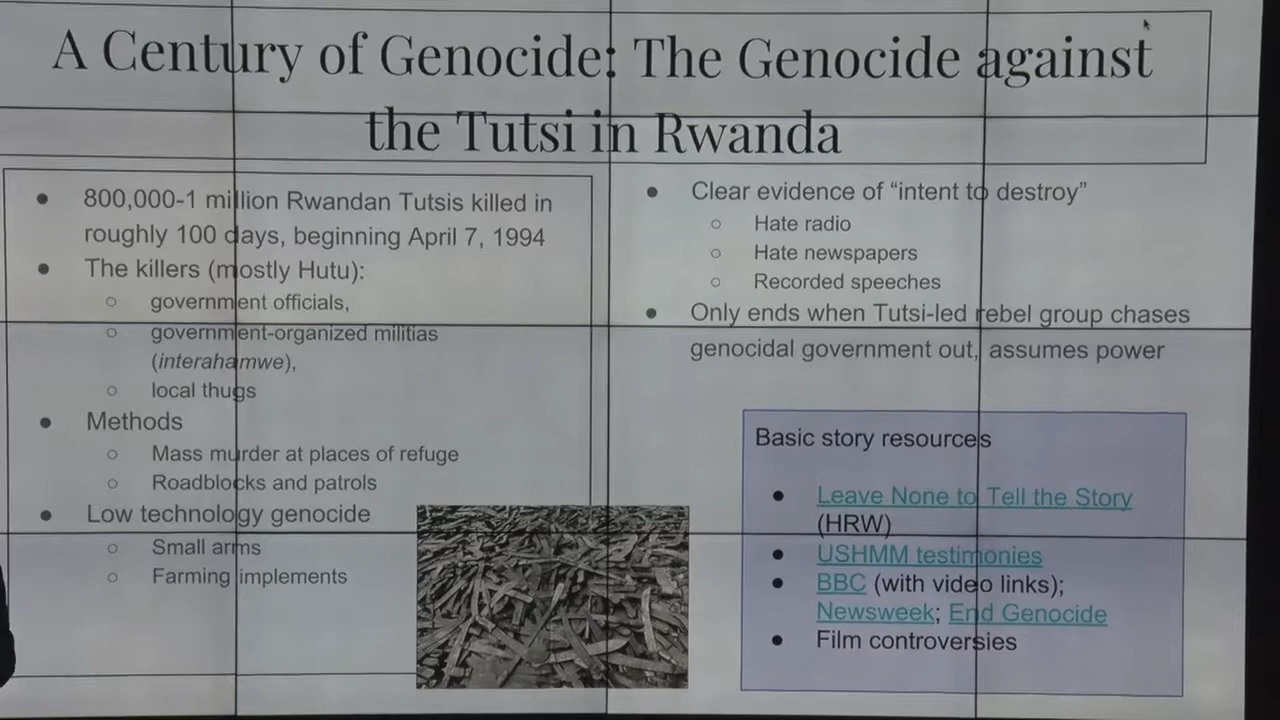 A Century of Genocide: The Genocide against
the Tutsi in Rwanda
800,000-1 million Rwandan Tutsis killed in
roughly 100 days, beginning April 7, 1994
The killers (mostly Hutu):
government officials,
government-organized militias
(interahamwe),
local thugs
Methods
Mass murder at places of refuge
Roadblocks and patrols
Low technology genocide
Small arms
Farming implements
Clear evidence of “intent to destroy”
Hate radio
Hate newspapers
Recorded speeches
Only ends when Tutsi-led rebel group chases
genocidal government out, assumes power
Basic story resources
Leave None to Tell the Story
(HRW)
USHMM testimonies
BBC (with video links);
Newsweek; End Genocide
Film controversies